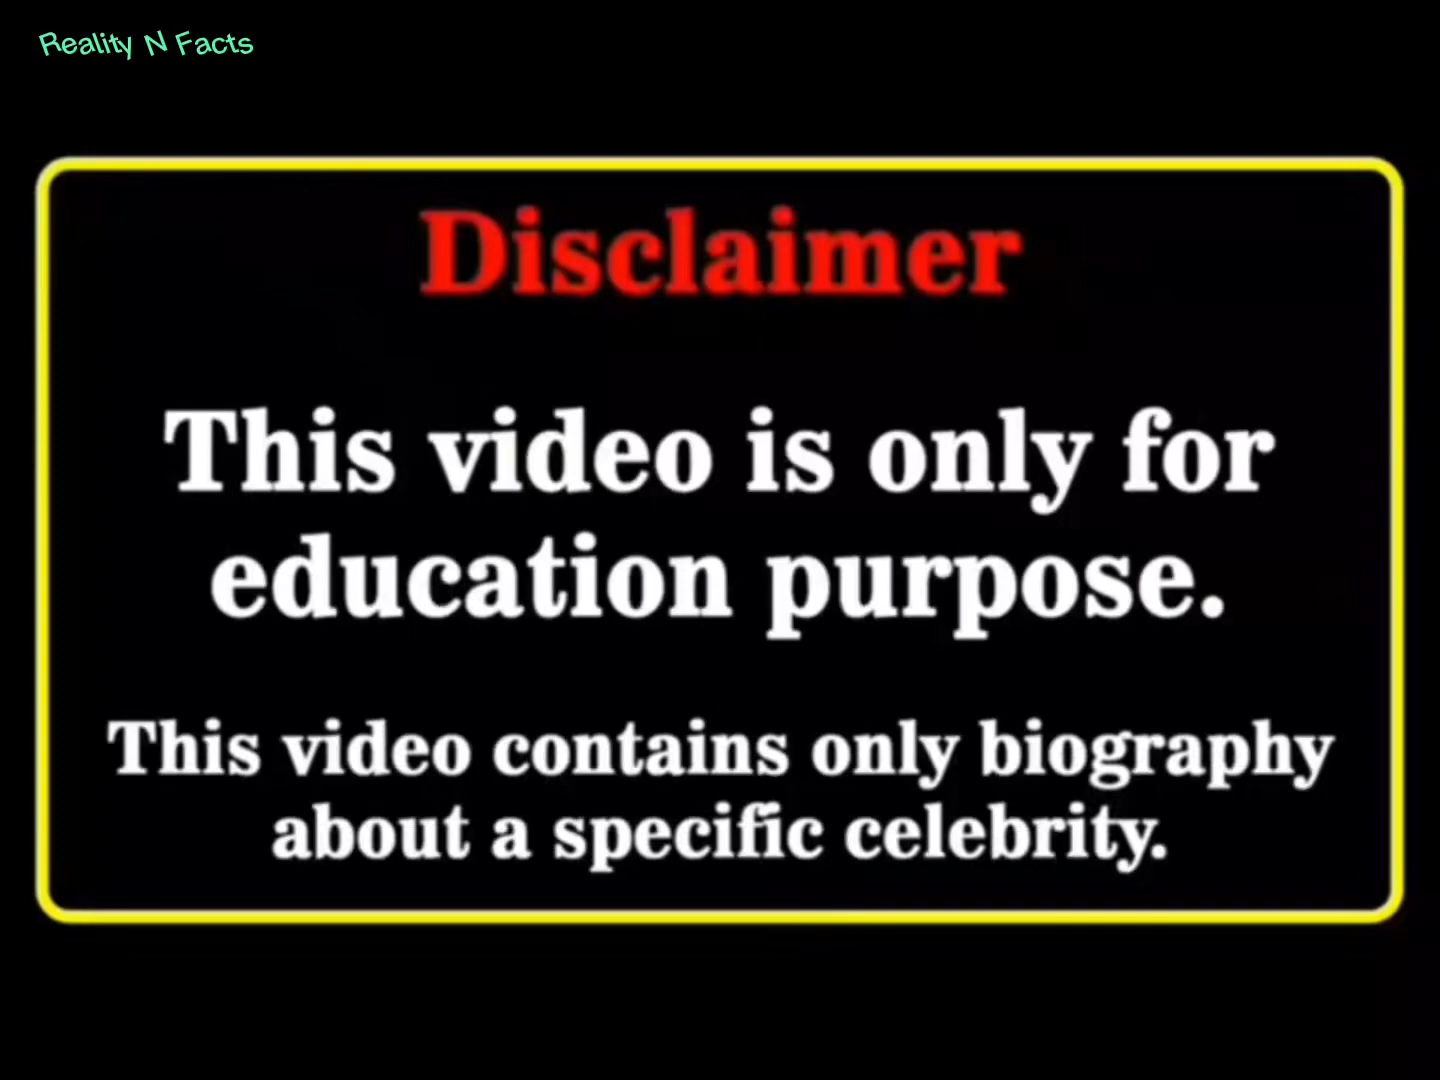 Reality N Facts
Disclaimer
This video is only for
education purpose.
This video contains only biography
about a specific celebrity.